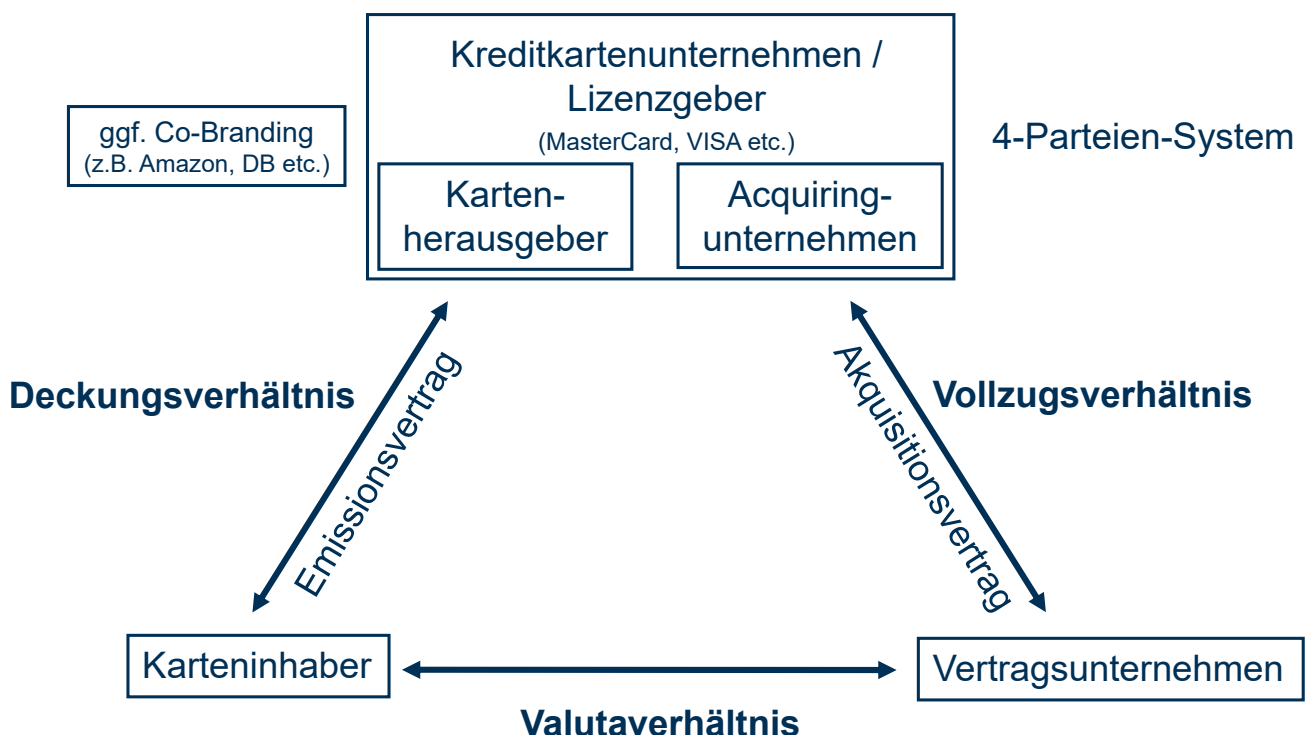 Kreditkartenunternehmen /
Lizenzgeber
(MasterCard, VISA etc.)
ggf. Co-Branding
(z.B. Amazon, DB etc.)
4-Parteien-System
Karten-
herausgeber
Acquiring-
unternehmen
Deckungsverhältnis
Emissionsvertrag
Akquisitionsvertrag
Vollzugsverhältnis
Karteninhaber
Vertragsunternehmen
Valutaverhältnis